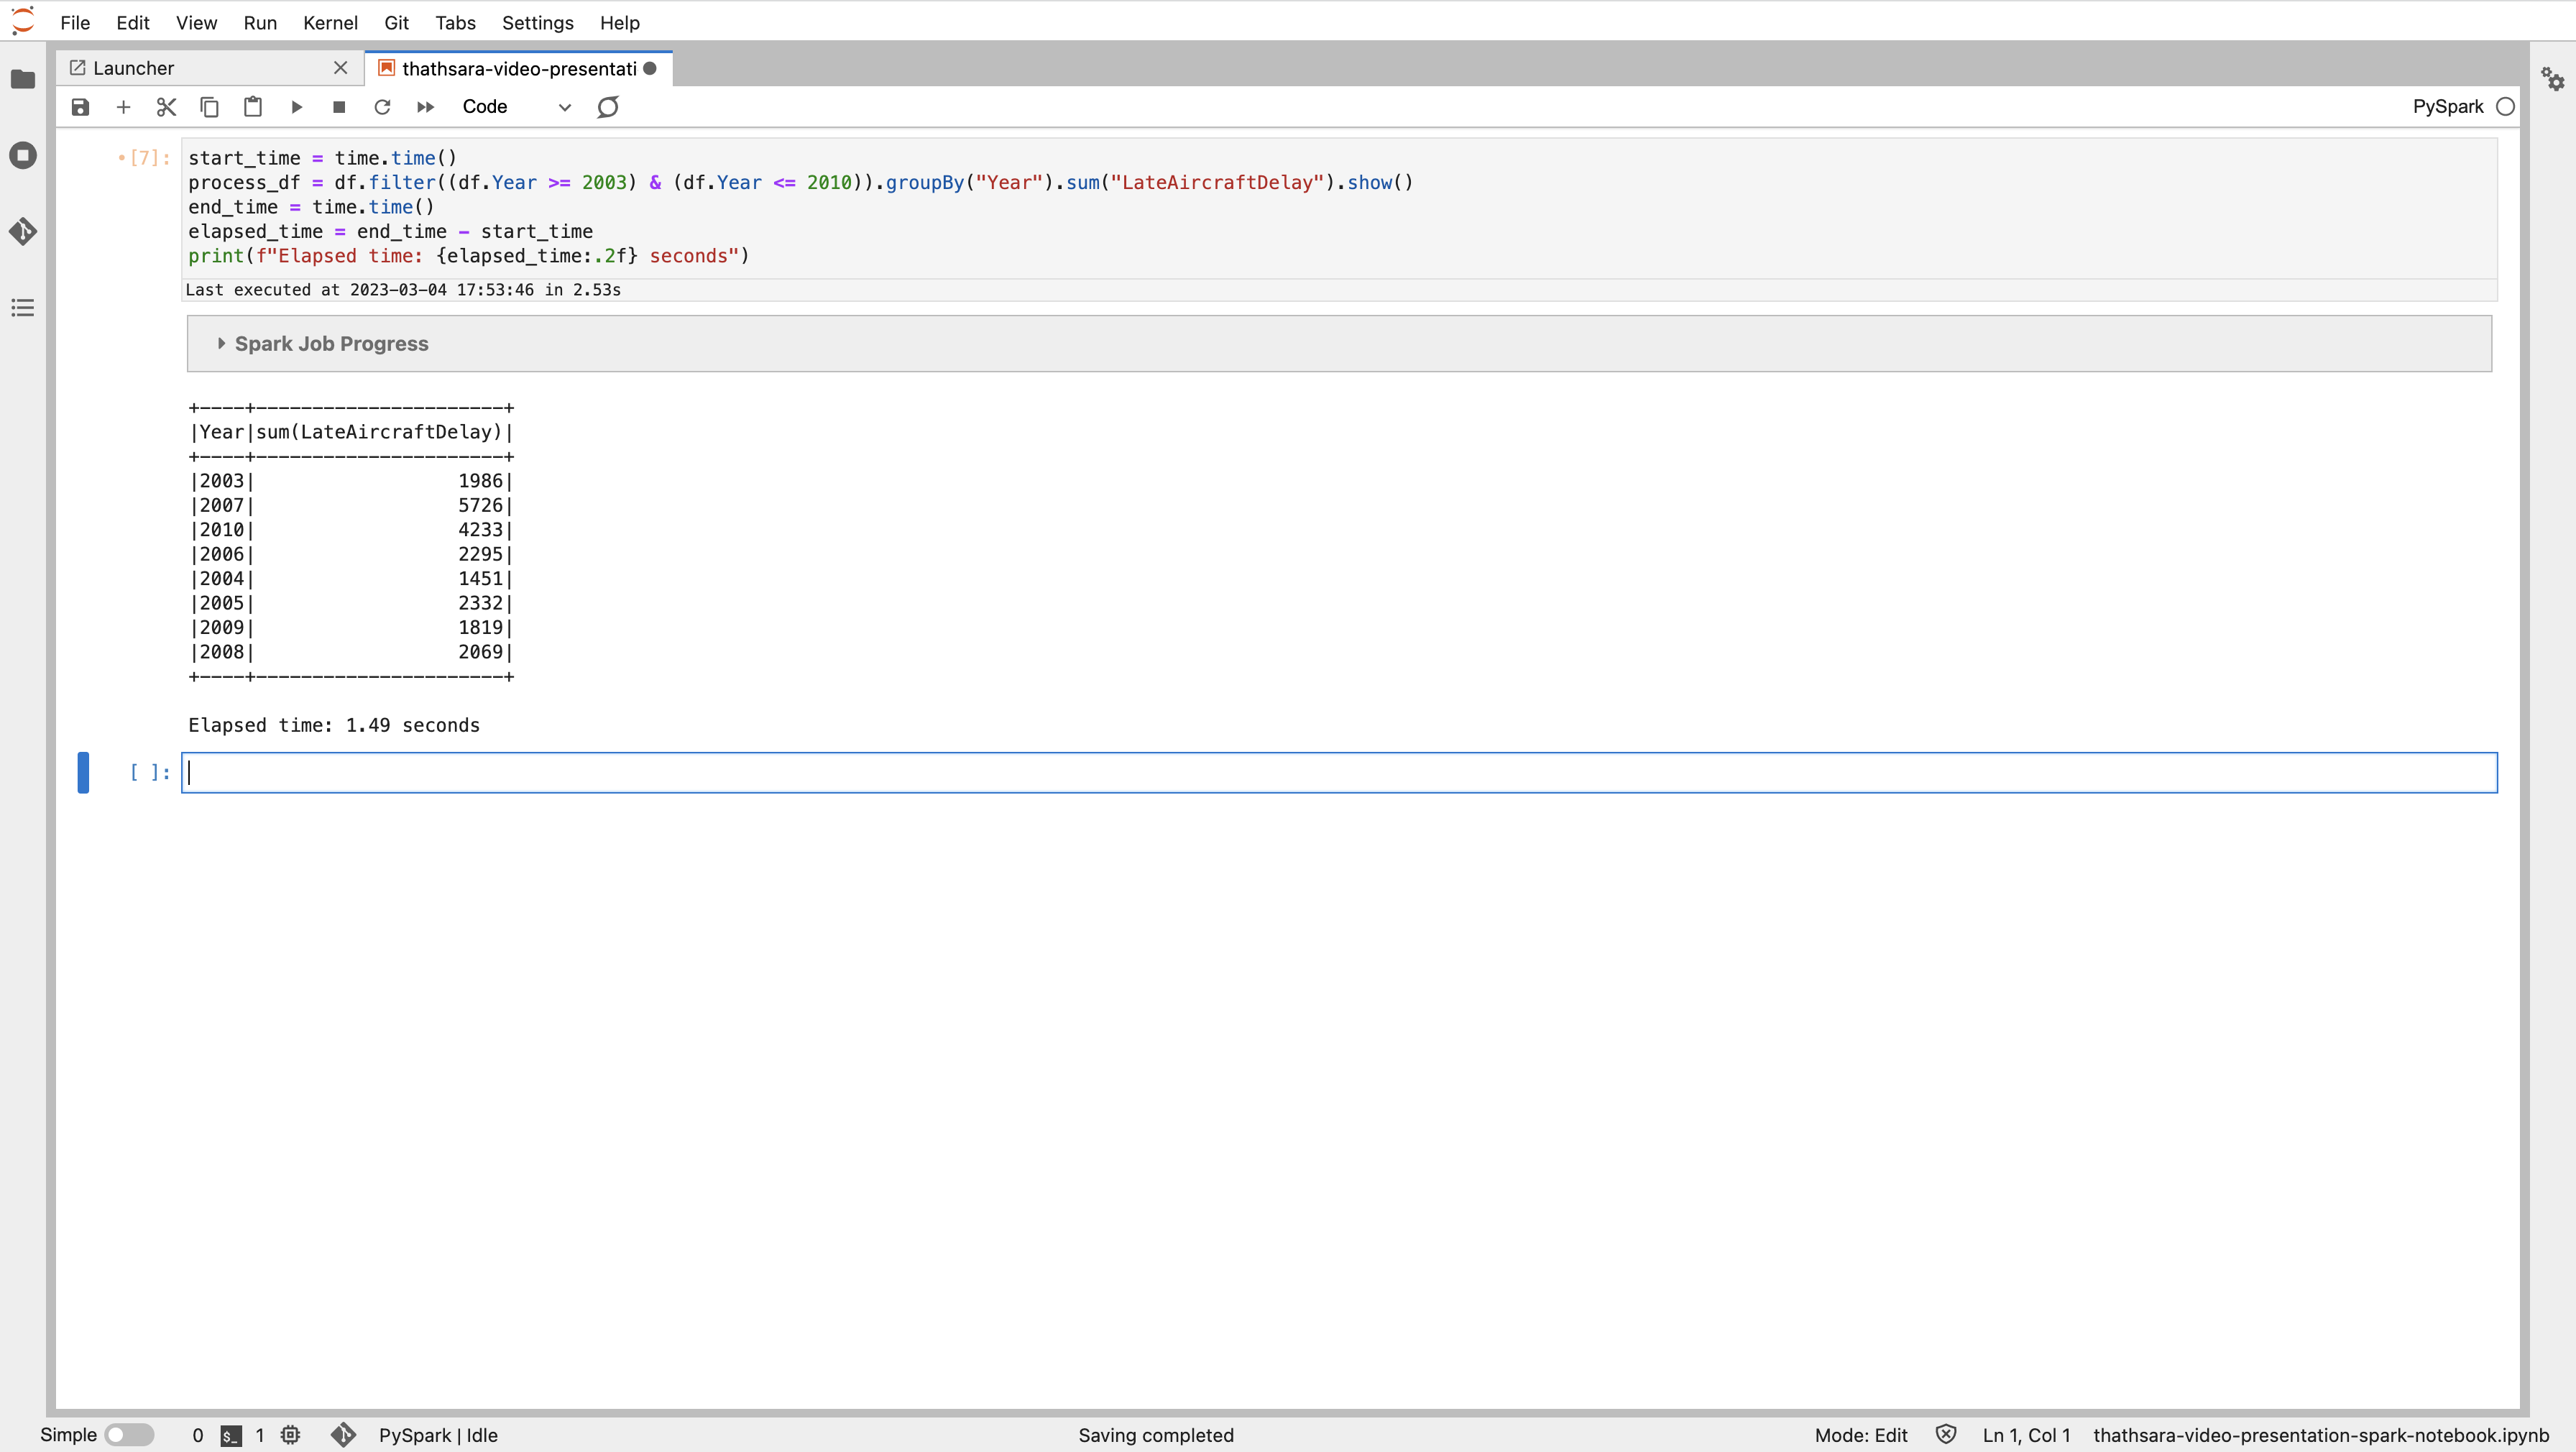 File Edit View Run Kernel Git Tabs Settings Help
Launcher thathsara-video-presentati
Code PySpark
[7]: start_time = time.time()
process_df = df.filter((df.Year >= 2003) & (df.Year <= 2010)).groupBy("Year").sum("LateAircraftDelay").show()
end_time = time.time()
elapsed_time = end_time - start_time
print(f"Elapsed time: {elapsed_time:.2f} seconds")
Last executed at 2023-03-04 17:53:46 in 2.53s
Spark Job Progress
+----+----------------------+
|Year|sum(LateAircraftDelay)|
+----+----------------------+
|2003|                  1986|
|2007|                  5726|
|2010|                  4233|
|2006|                  2295|
|2004|                  1451|
|2005|                  2332|
|2009|                  1819|
|2008|                  2069|
+----+----------------------+
Elapsed time: 1.49 seconds
[ ]:
Simple 0 $_ 1 PySpark | Idle Saving completed Mode: Edit Ln 1, Col 1 thathsara-video-presentation-spark-notebook.ipynb